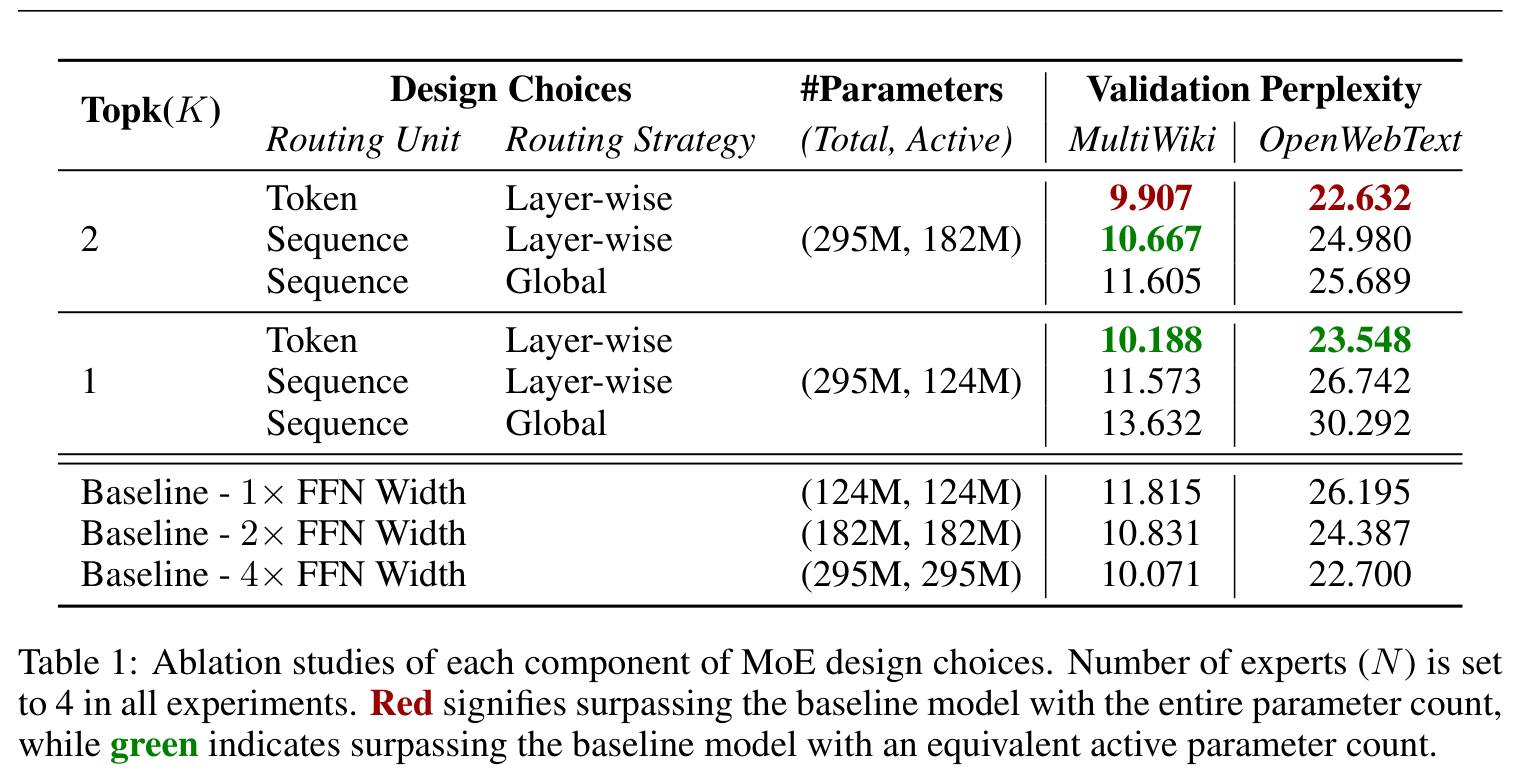 Topk(K) Design Choices #Parameters Validation Perplexity
Routing Unit Routing Strategy (Total, Active) MultiWiki OpenWebText
Token Layer-wise 9.907 22.632
2 Sequence Layer-wise (295M, 182M) 10.667 24.980
Sequence Global 11.605 25.689
Token Layer-wise 10.188 23.548
1 Sequence Layer-wise (295M, 124M) 11.573 26.742
Sequence Global 13.632 30.292
Baseline - 1× FFN Width (124M, 124M) 11.815 26.195
Baseline - 2× FFN Width (182M, 182M) 10.831 24.387
Baseline - 4× FFN Width (295M, 295M) 10.071 22.700
Table 1: Ablation studies of each component of MoE design choices. Number of experts (N) is set
to 4 in all experiments. Red signifies surpassing the baseline model with the entire parameter count,
while green indicates surpassing the baseline model with an equivalent active parameter count.